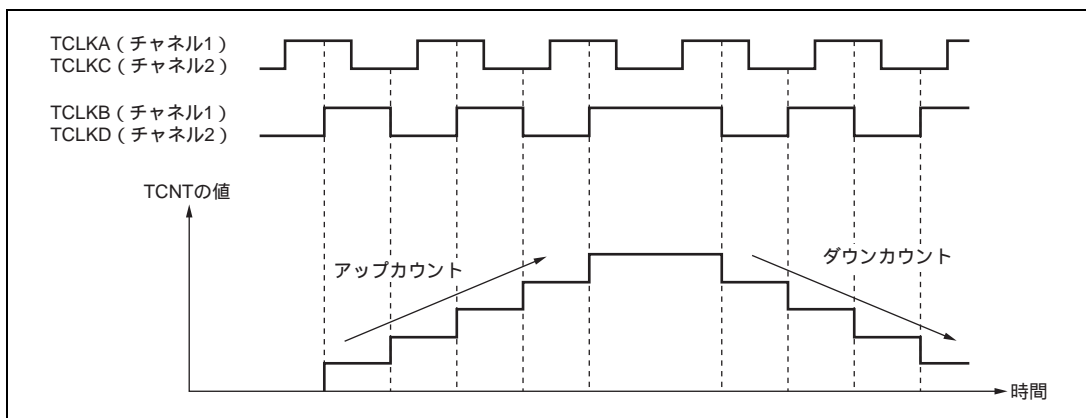 TCLKA（チャネル1）
TCLKC（チャネル2）
TCLKB（チャネル1）
TCLKD（チャネル2）
TCNTの値
アップカウント
ダウンカウント
時間